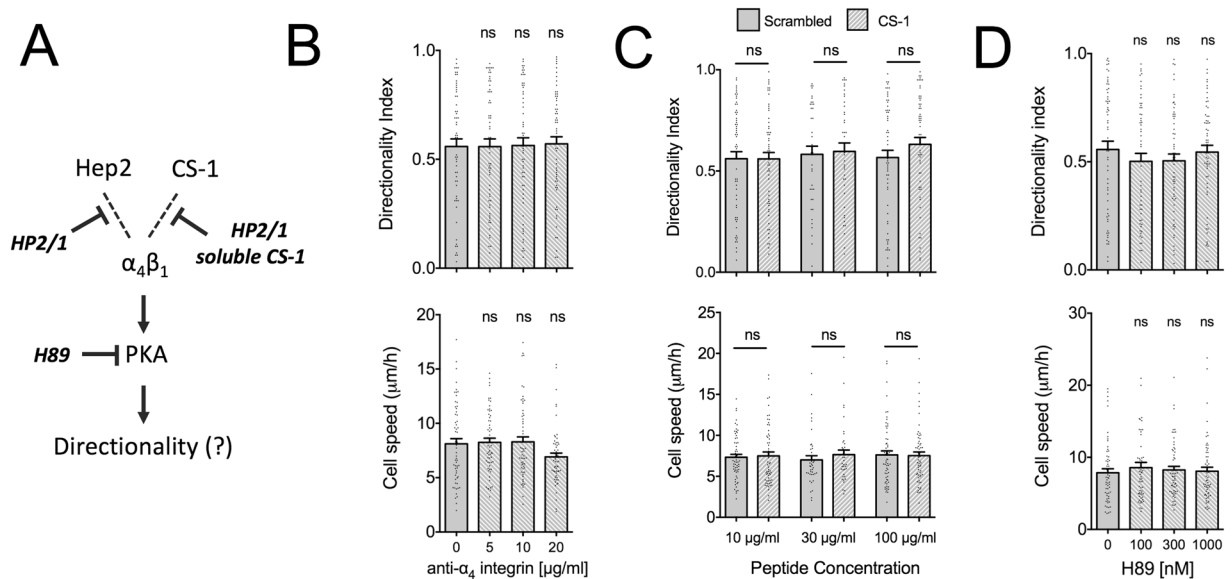 A
Hep2 CS-1
HP2/1 HP2/1
soluble CS-1
α4β1
H89 PKA
Directionality (?)
B
ns ns ns
1.0
0.5
0.0
Directionality Index
ns ns ns
20
15
10
5
0
Cell speed (μm/h)
0 5 10 20
anti-α4 integrin [μg/ml]
C
Scrambled CS-1
ns ns ns
1.0
0.5
0.0
Directionality Index
ns ns ns
25
20
15
10
5
0
Cell speed (μm/h)
10 μg/ml 30 μg/ml 100 μg/ml
Peptide Concentration
D
ns ns ns
1.0
0.5
0.0
Directionality index
ns ns ns
30
20
10
0
Cell speed (μm/h)
0 100 300 1000
H89 [nM]